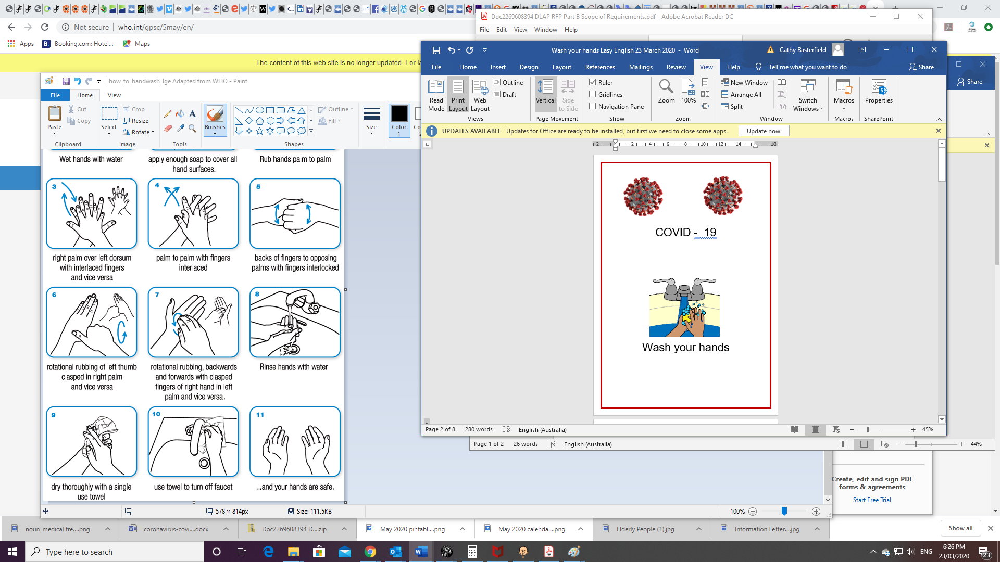 Not secure
who.int/gpsc/5may/en/
Apps
Booking.com: Hotel...
Maps
The content of this web site is no longer updated. For la
Doc2269608394 DLAP RFP Part B Scope of Requirements.pdf - Adobe Acrobat Reader DC
File Edit View Window Help
how_to_handwash_lge Adapted from WHO - Paint
File Home View
Paste
Cut
Copy
Clipboard
Select
Crop
Resize
Rotate
Image
Tools
Brushes
Outline
Fill
Shapes
Size
Color
1
Wet hands with water
apply enough soap to cover all
hand surfaces.
Rub hands palm to palm
3
4
5
right palm over left dorsum
with interlaced fingers
and vice versa
palm to palm with fingers
interlaced
backs of fingers to opposing
palms with fingers interlocked
6
7
8
rotational rubbing of left thumb
clasped in right palm
and vice versa
rotational rubbing, backwards
and forwards with clasped
fingers of right hand in left
palm and vice versa.
Rinse hands with water
9
10
11
dry thoroughly with a single
use towel
use towel to turn off faucet
...and your hands are safe.
578 × 814px
Size: 111.5KB
100%
Wash your hands Easy English 23 March 2020 - Word
Cathy Basterfield
File Home Insert Design Layout References Mailings Review View Help
Tell me what you want to do
Share
Read
Mode
Print
Layout
Web
Layout
Outline
Draft
Views
Vertical
Side
to Side
Page Movement
Ruler
Gridlines
Navigation Pane
Show
Zoom
100%
Zoom
New Window
Arrange All
Split
Switch
Windows
Window
Macros
Macros
Properties
SharePoint
UPDATES AVAILABLE Updates for Office are ready to be installed, but first we need to close some apps.
Update now
2 2 4 6 8 10 12 14 18
COVID - 19
Wash your hands
Page 2 of 8
280 words
English (Australia)
45%
Share
Page 1 of 2
26 words
English (Australia)
44%
Create, edit and sign PDF
forms & agreements
Start Free Trial
noun_medical tre....png
coronavirus-covi....docx
Doc2269608394 D....zip
May 2020 pintabl....png
May 2020 calenda....png
Elderly People (1).jpg
Information Letter....jpg
Show all
Type here to search
ENG
6:26 PM
23/03/2020
23